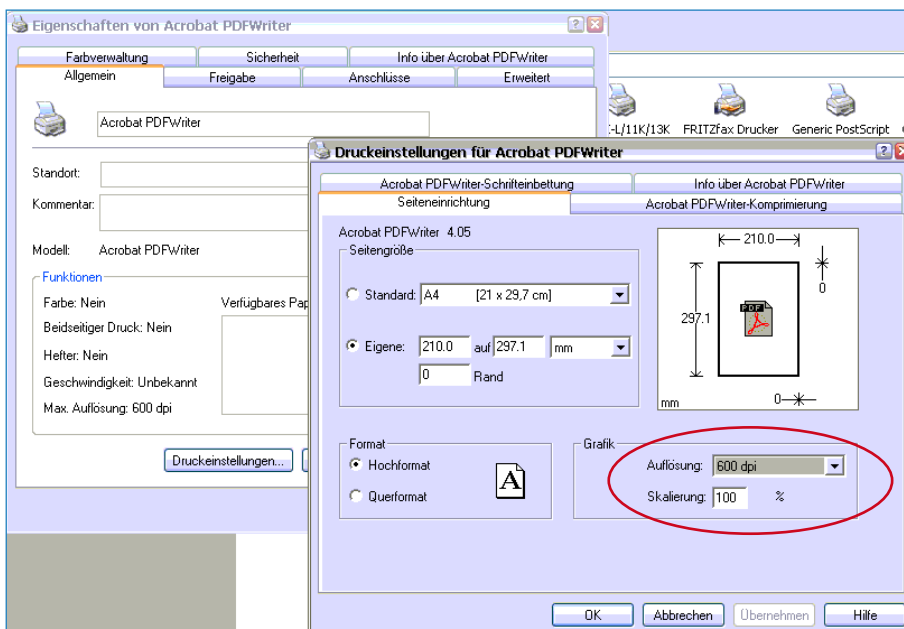 Eigenschaften von Acrobat PDFWriter
Farbverwaltung Sicherheit Info über Acrobat PDFWriter
Allgemein Freigabe Anschlüsse Erweitert
Acrobat PDFWriter
Standort:
Kommentar:
Modell: Acrobat PDFWriter
Funktionen
Farbe: Nein Verfügbares Pap
Beidseitiger Druck: Nein
Hefter: Nein
Geschwindigkeit: Unbekannt
Max. Auflösung: 600 dpi
Druckeinstellungen...
-L/11K/13K FRITZfax Drucker Generic PostScript
Druckeinstellungen für Acrobat PDFWriter
Acrobat PDFWriter-Schrifteinbettung Info über Acrobat PDFWriter
Seiteneinrichtung Acrobat PDFWriter-Komprimierung
Acrobat PDFWriter 4.05
Seitengröße
Standard: A4 [21 x 29,7 cm]
Eigene: 210.0 auf 297.1 mm
0 Rand
210.0
0
297.1
PDF
mm 0
Format
Hochformat
Querformat
A
Grafik
Auflösung: 600 dpi
Skalierung: 100 %
OK Abbrechen Übernehmen Hilfe